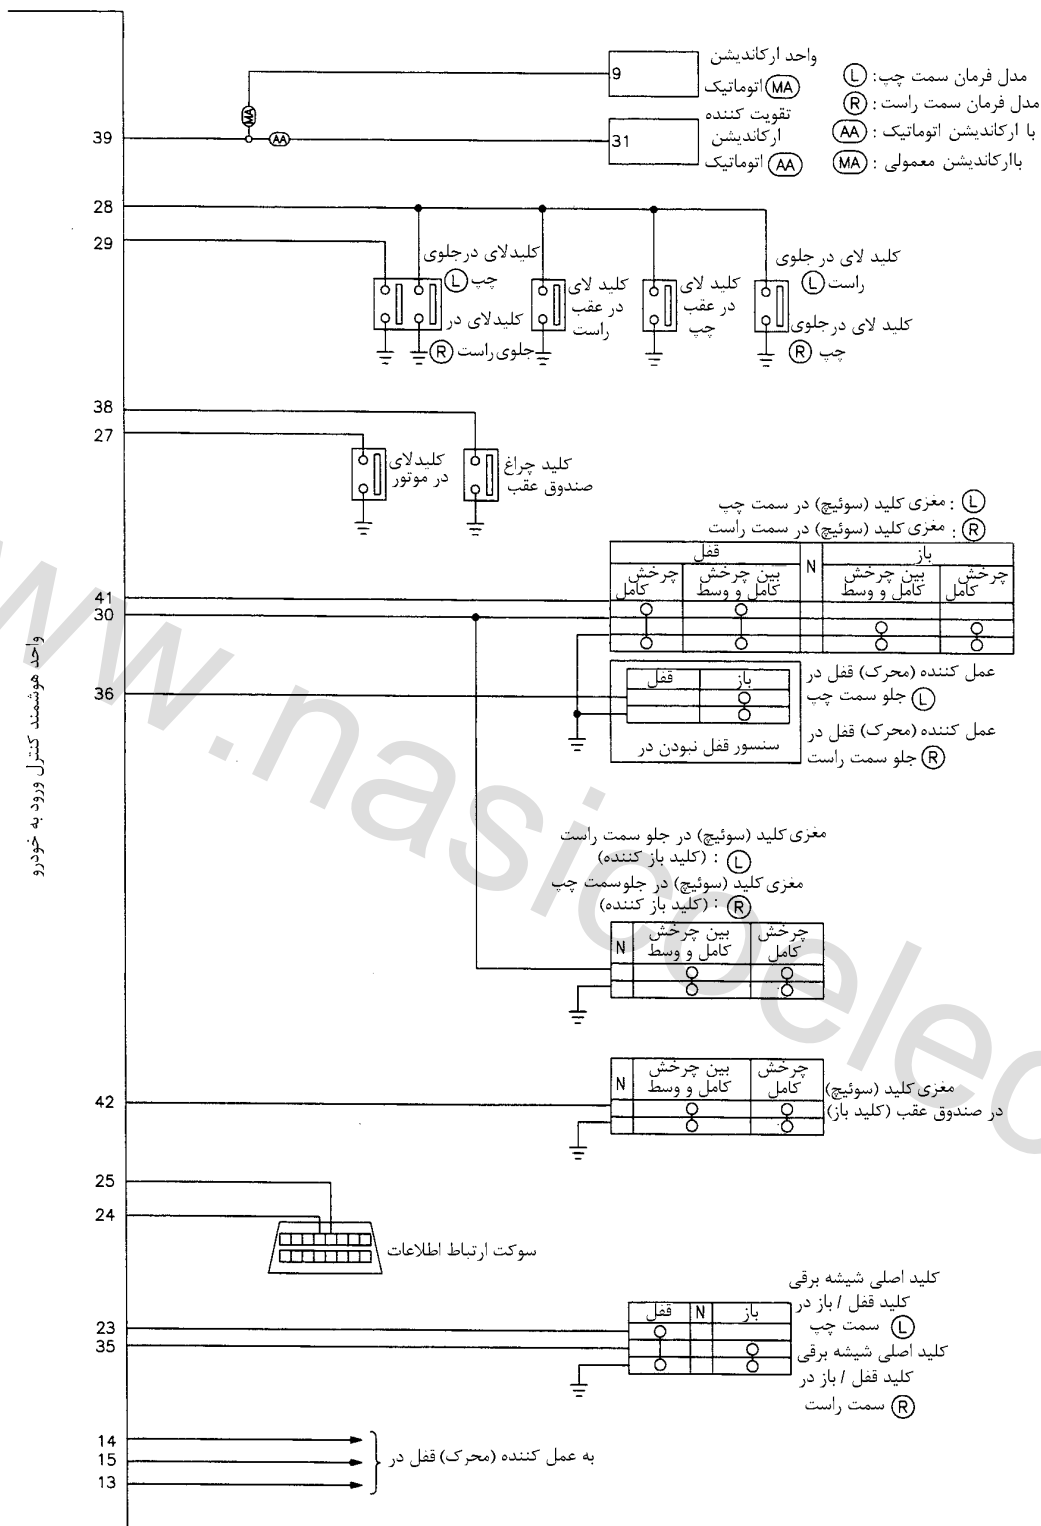 واحد ارکاندیشن
اتوماتیک MA
9
تقویت کننده
ارکاندیشن
اتوماتیک AA
31
مدل فرمان سمت چپ: L
مدل فرمان سمت راست : R
با ارکاندیشن اتوماتیک : AA
باارکاندیشن معمولی : MA
39
MA
AA
28
29
کلیدلای درجلوی
چپ L
کلیدلای در
جلوی راست R
کلید لای
در عقب
راست
کلید لای
در عقب
چپ
کلید لای در جلوی
راست L
کلید لای درجلوی
چپ R
38
27
کلیدلای
در موتور
کلید چراغ
صندوق عقب
L : مغزی کلید (سوئیچ) در سمت چپ
R : مغزی کلید (سوئیچ) در سمت راست
قفل
N
باز
چرخش کامل
بین چرخش کامل و وسط
بین چرخش کامل و وسط
چرخش کامل
41
30
36
قفل
باز
سنسور قفل نبودن در
عمل کننده (محرک) قفل در
جلو سمت چپ L
عمل کننده (محرک) قفل در
جلو سمت راست R
واحد هوشمند کنترل ورود به خودرو
مغزی کلید (سوئیچ) در جلو سمت راست
L : (کلید باز کننده)
مغزی کلید (سوئیچ) در جلوسمت چپ
R : (کلید باز کننده)
N
بین چرخش کامل و وسط
چرخش کامل
42
N
بین چرخش کامل و وسط
چرخش کامل
مغزی کلید (سوئیچ)
در صندوق عقب (کلید باز)
25
24
سوکت ارتباط اطلاعات
23
35
قفل
N
باز
کلید اصلی شیشه برقی
کلید قفل / باز در
سمت چپ L
کلید اصلی شیشه برقی
کلید قفل / باز در
سمت راست R
14
15
13
به عمل کننده (محرک) قفل در
w.nasicoelec